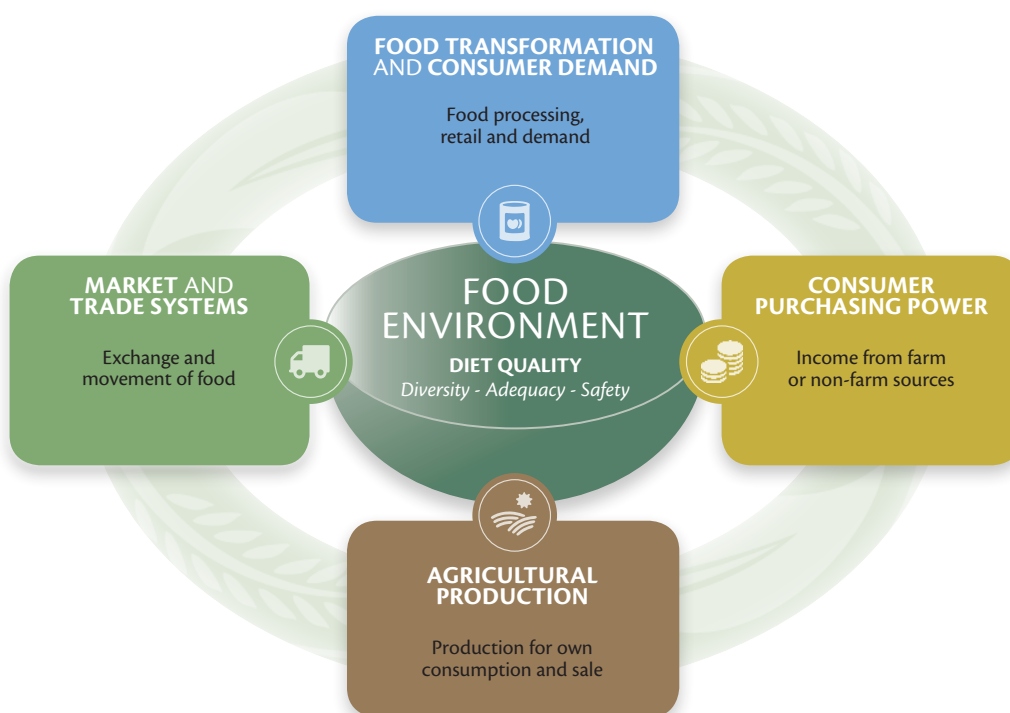 FOOD TRANSFORMATION
AND CONSUMER DEMAND
Food processing,
retail and demand
MARKET AND
TRADE SYSTEMS
Exchange and
movement of food
FOOD
ENVIRONMENT
DIET QUALITY
Diversity - Adequacy - Safety
CONSUMER
PURCHASING POWER
Income from farm
or non-farm sources
AGRICULTURAL
PRODUCTION
Production for own
consumption and sale